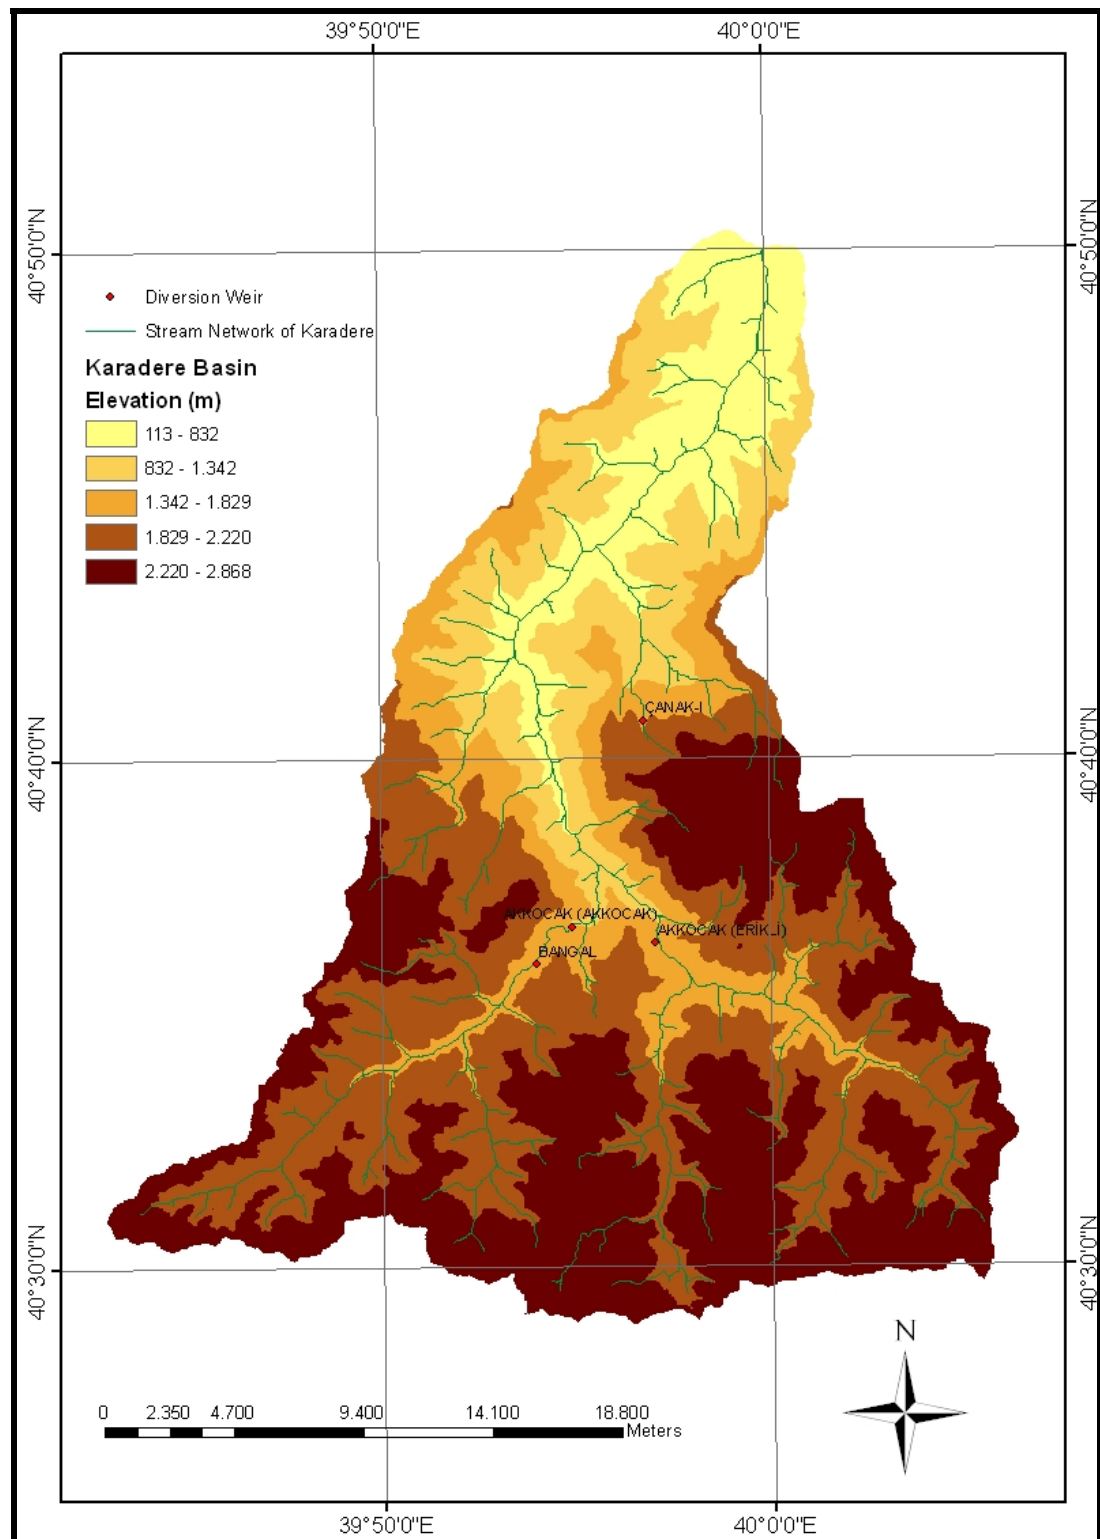 39°50'0"E
40°0'0"E
40°50'0"N
40°50'0"N
Diversion Weir
Stream Network of Karadere
Karadere Basin
Elevation (m)
113 - 832
832 - 1.342
1.342 - 1.829
1.829 - 2.220
2.220 - 2.868
ÇANAK-I
40°40'0"N
40°40'0"N
AKKOCAK (AKKOCAK)
AKKOCAK (ERİKLİ)
BANGAL
40°30'0"N
40°30'0"N
N
0 2.350 4.700 9.400 14.100 18.800
Meters
39°50'0"E
40°0'0"E